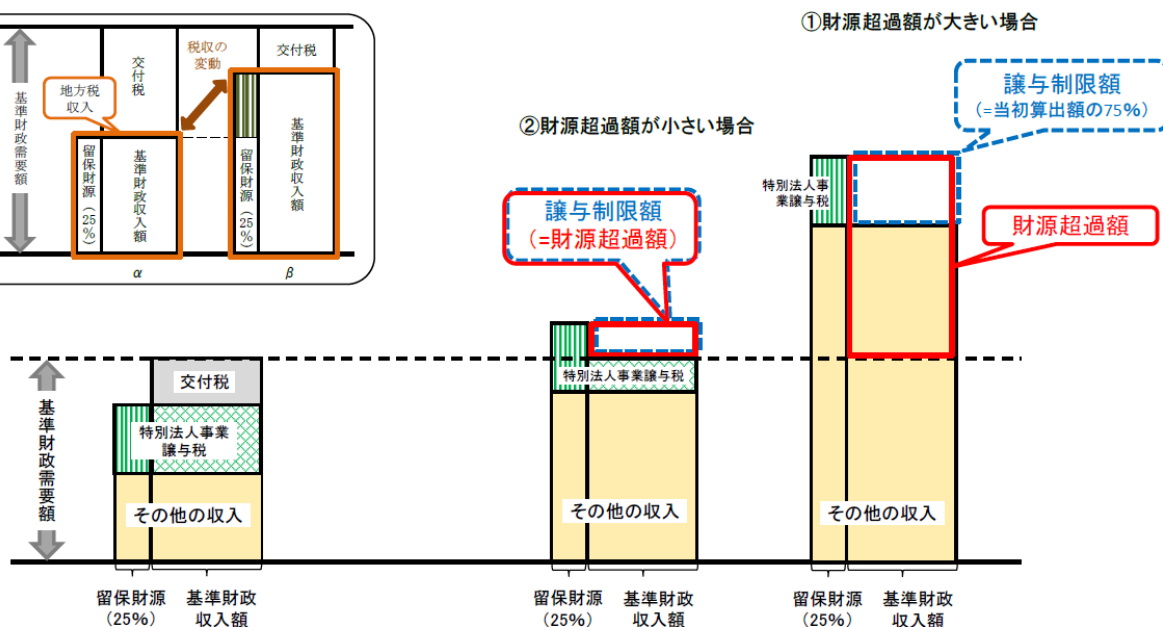 基準財政需要額
交付税
税収の
変動
交付税
地方税
収入
留保財源（25%）
基準財政収入額
留保財源（25%）
基準財政収入額
α
β
①財源超過額が大きい場合
譲与制限額
（=当初算出額の75%）
②財源超過額が小さい場合
特別法人事
業譲与税
譲与制限額
（=財源超過額）
財源超過額
基準財政需要額
交付税
特別法人事業
譲与税
その他の収入
特別法人事業譲与税
その他の収入
その他の収入
留保財源
（25%）
基準財政
収入額
留保財源
（25%）
基準財政
収入額
留保財源
（25%）
基準財政
収入額